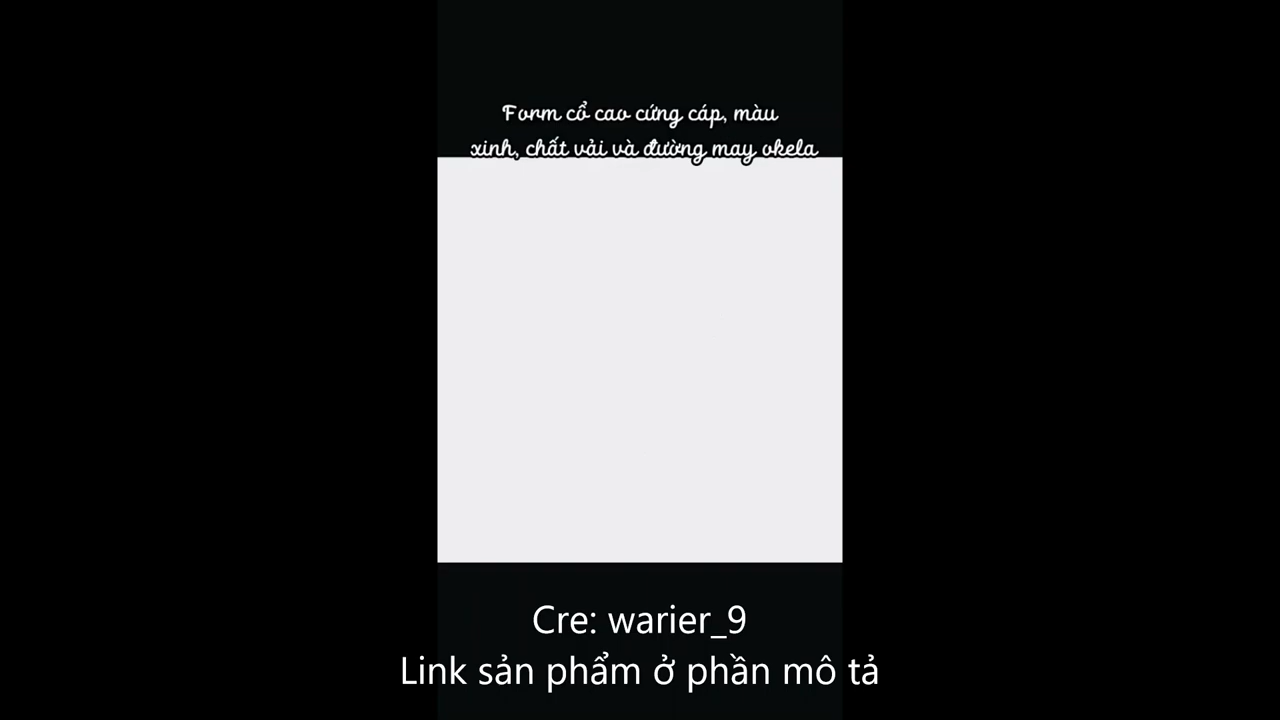 Form cổ cao cứng cáp, màu
xinh, chất vải và đường may okela
Cre: warier_9
Link sản phẩm ở phần mô tả